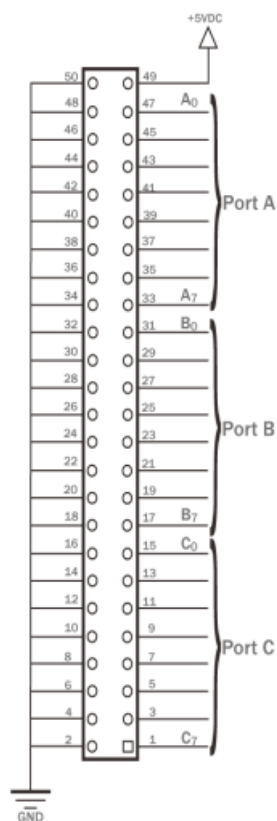 +5VDC
50 49
48 47 A0
46 45
44 43
42 41
40 39
38 37
36 35
34 33 A7
Port A
32 31 B0
30 29
28 27
26 25
24 23
22 21
20 19
18 17 B7
Port B
16 15 C0
14 13
12 11
10 9
8 7
6 5
4 3
2 1 C7
Port C
GND